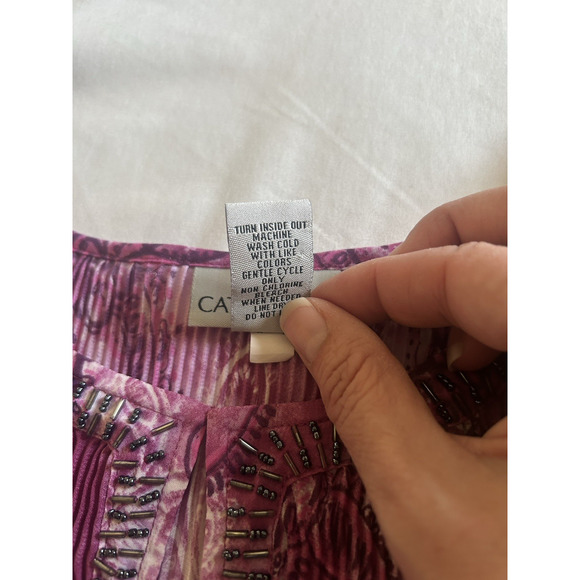 TURN INSIDE OUT
MACHINE
WASH COLD
WITH LIKE
COLORS
GENTLE CYCLE
ONLY
NON CHLORINE
BLEACH
WHEN NEEDED
LINE DRY
DO NOT
CAT